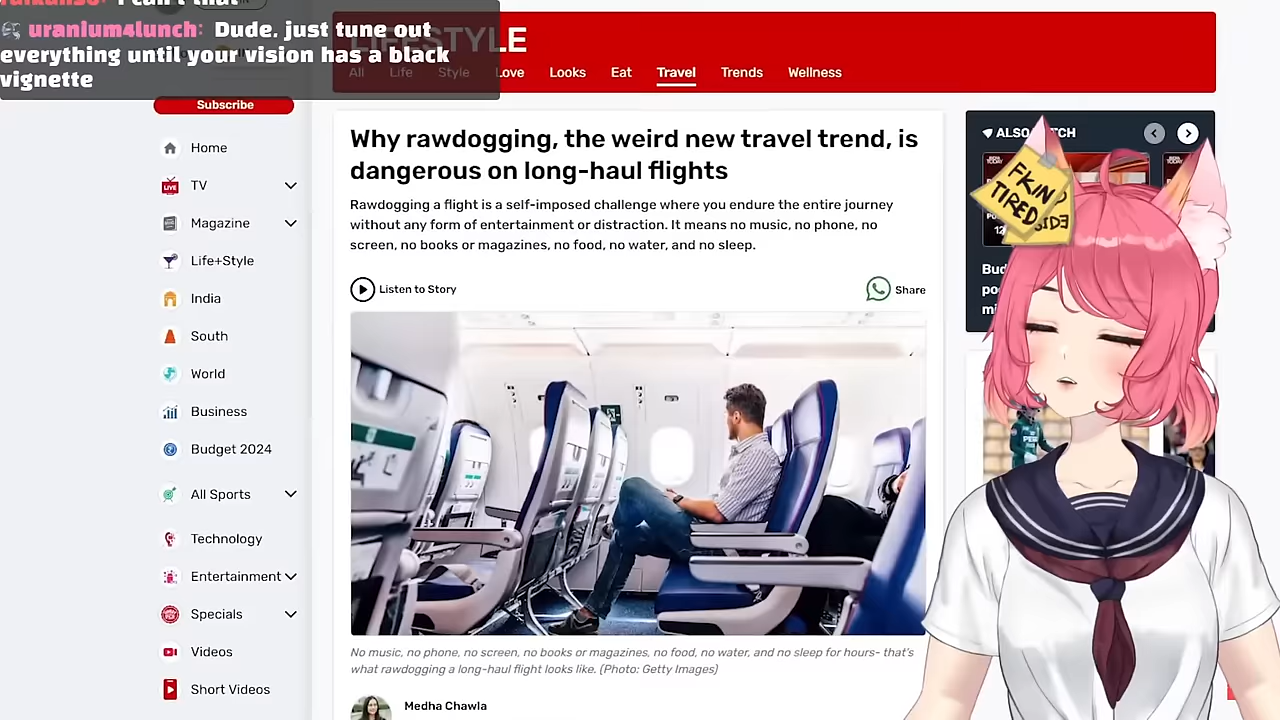 uranium4lunch: Dude, just tune out
everything until your vision has a black
vignette
LIFESTYLE
All Life Style Love Looks Eat Travel Trends Wellness
Subscribe
Home
TV
Magazine
Life+Style
India
South
World
Business
Budget 2024
All Sports
Technology
Entertainment
Specials
Videos
Short Videos
Why rawdogging, the weird new travel trend, is
dangerous on long-haul flights
Rawdogging a flight is a self-imposed challenge where you endure the entire journey
without any form of entertainment or distraction. It means no music, no phone, no
screen, no books or magazines, no food, no water, and no sleep.
Listen to Story
Share
No music, no phone, no screen, no books or magazines, no food, no water, and no sleep for hours- that's
what rawdogging a long-haul flight looks like. (Photo: Getty Images)
Medha Chawla
FKIN
TIRED